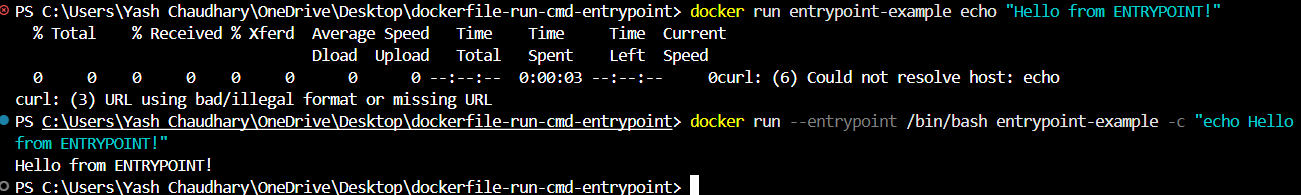 PS C:\Users\Yash Chaudhary\OneDrive\Desktop\dockerfile-run-cmd-entrypoint> docker run entrypoint-example echo "Hello from ENTRYPOINT!"
% Total % Received % Xferd Average Speed Time Time Time Current
Dload Upload Total Spent Left Speed
0 0 0 0 0 0 0 0 --:--:-- 0:00:03 --:--:-- 0curl: (6) Could not resolve host: echo
curl: (3) URL using bad/illegal format or missing URL
PS C:\Users\Yash Chaudhary\OneDrive\Desktop\dockerfile-run-cmd-entrypoint> docker run --entrypoint /bin/bash entrypoint-example -c "echo Hello
from ENTRYPOINT!"
Hello from ENTRYPOINT!
PS C:\Users\Yash Chaudhary\OneDrive\Desktop\dockerfile-run-cmd-entrypoint>